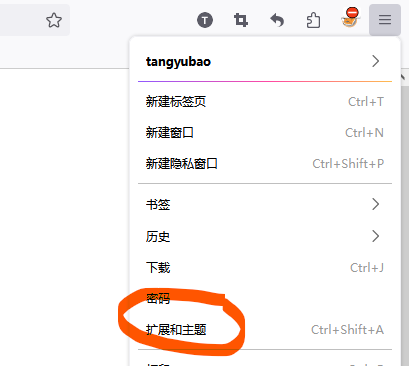 T
tangyubao
新建标签页 Ctrl+T
新建窗口 Ctrl+N
新建隐私窗口 Ctrl+Shift+P
书签
历史
下载 Ctrl+J
密码
扩展和主题 Ctrl+Shift+A